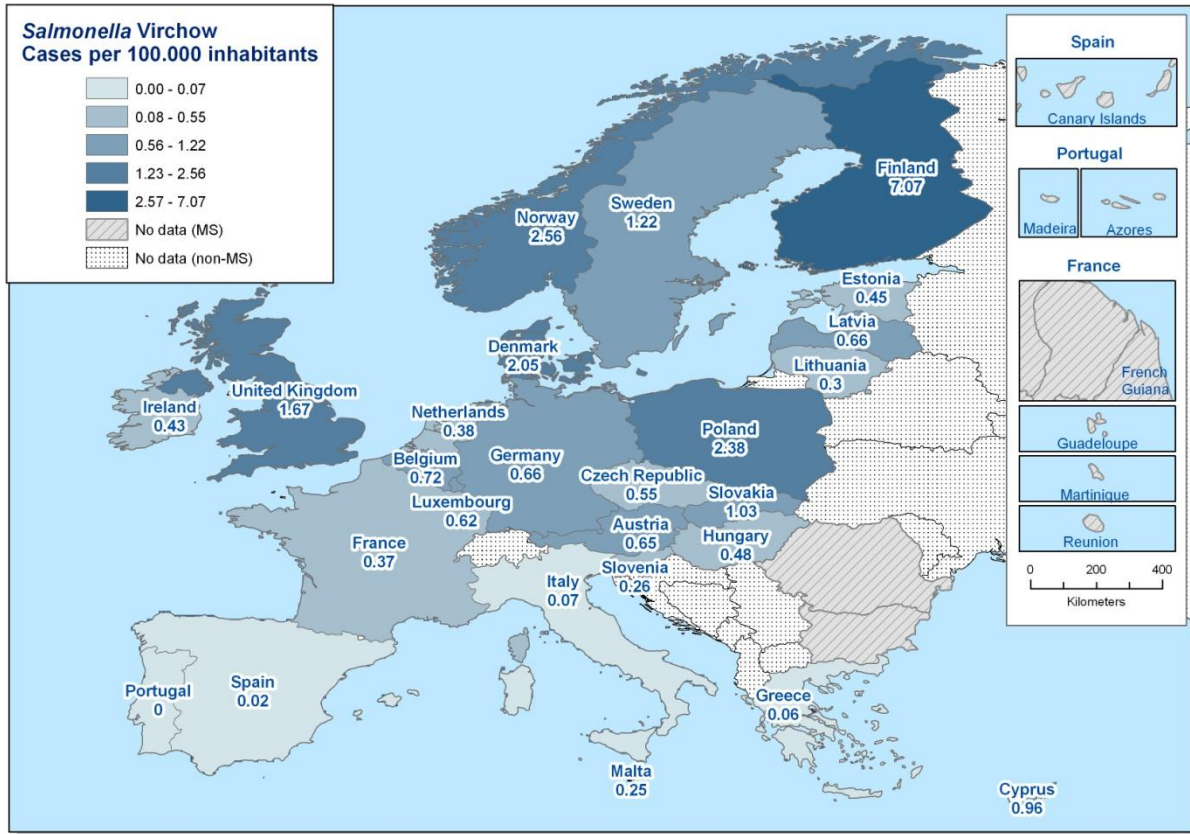 Salmonella Virchow
Cases per 100.000 inhabitants
0.00 - 0.07
0.08 - 0.55
0.56 - 1.22
1.23 - 2.56
2.57 - 7.07
No data (MS)
No data (non-MS)
Finland
7.07
Sweden
1.22
Norway
2.56
Estonia
0.45
Latvia
0.66
Lithuania
0.3
Denmark
2.05
United Kingdom
1.67
Ireland
0.43
Netherlands
0.38
Belgium
0.72
Germany
0.66
Poland
2.38
Czech Republic
0.55
Slovakia
1.03
Luxembourg
0.62
Austria
0.65
Hungary
0.48
France
0.37
Slovenia
0.26
Italy
0.07
Portugal
0
Spain
0.02
Greece
0.06
Malta
0.25
Cyprus
0.96
Spain
Canary Islands
Portugal
Madeira
Azores
France
French
Guiana
Guadeloupe
Martinique
Reunion
0 200 400
Kilometers